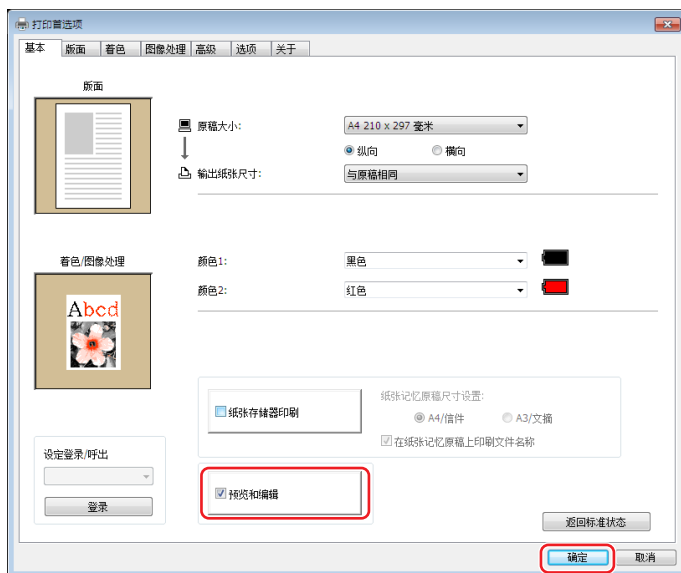 打印首选项
基本 版面 着色 图像处理 高级 选项 关于
版面
原稿大小: A4 210 x 297 毫米
纵向 横向
输出纸张尺寸: 与原稿相同
着色/图像处理
颜色1: 黑色
颜色2: 红色
Abcd
纸张存储器印刷
纸张记忆原稿尺寸设置:
A4/信件 A3/文摘
在纸张记忆原稿上印刷文件名称
设定登录/呼出
登录
预览和编辑
返回标准状态
确定 取消